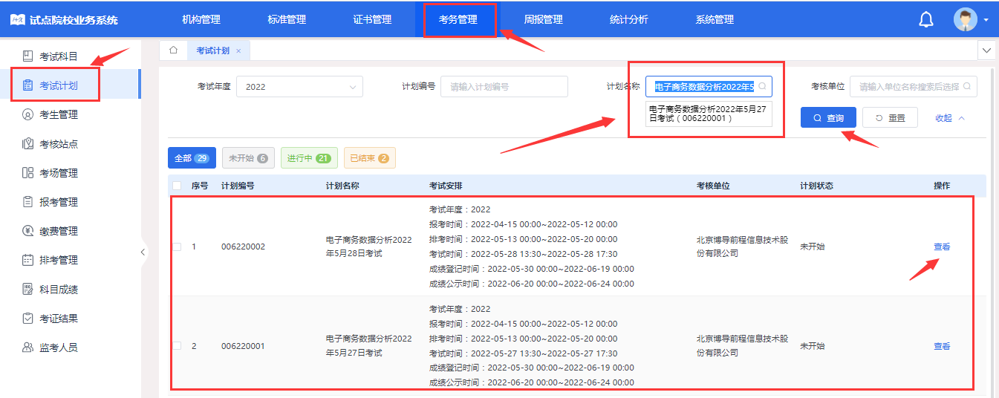 试点院校业务系统
机构管理
标准管理
证书管理
考务管理
周报管理
统计分析
系统管理
考试科目
考试计划
考生管理
考核站点
考场管理
报考管理
缴费管理
排考管理
科目成绩
考证结果
监考人员
考试计划 ×
考试年度 2022
计划编号 请输入计划编号
计划名称 电子商务数据分析2022年5
考核单位 请输入单位名称搜索后选择
电子商务数据分析2022年5月27
日考试（006220001）
查询 重置 收起
全部 29 未开始 6 进行中 21 已结束 2
序号 计划编号 计划名称 考试安排 考核单位 计划状态 操作
1
006220002
电子商务数据分析2022
年5月28日考试
考试年度：2022
报考时间：2022-04-15 00:00~2022-05-12 00:00
排考时间：2022-05-13 00:00~2022-05-20 00:00
考试时间：2022-05-28 13:30~2022-05-28 17:30
成绩登记时间：2022-05-30 00:00~2022-06-19 00:00
成绩公示时间：2022-06-20 00:00~2022-06-24 00:00
北京博导前程信息技术股
份有限公司
未开始
查看
2
006220001
电子商务数据分析2022
年5月27日考试
考试年度：2022
报考时间：2022-04-15 00:00~2022-05-12 00:00
排考时间：2022-05-13 00:00~2022-05-20 00:00
考试时间：2022-05-27 13:30~2022-05-27 17:30
成绩登记时间：2022-05-30 00:00~2022-06-19 00:00
成绩公示时间：2022-06-20 00:00~2022-06-24 00:00
北京博导前程信息技术股
份有限公司
未开始
查看